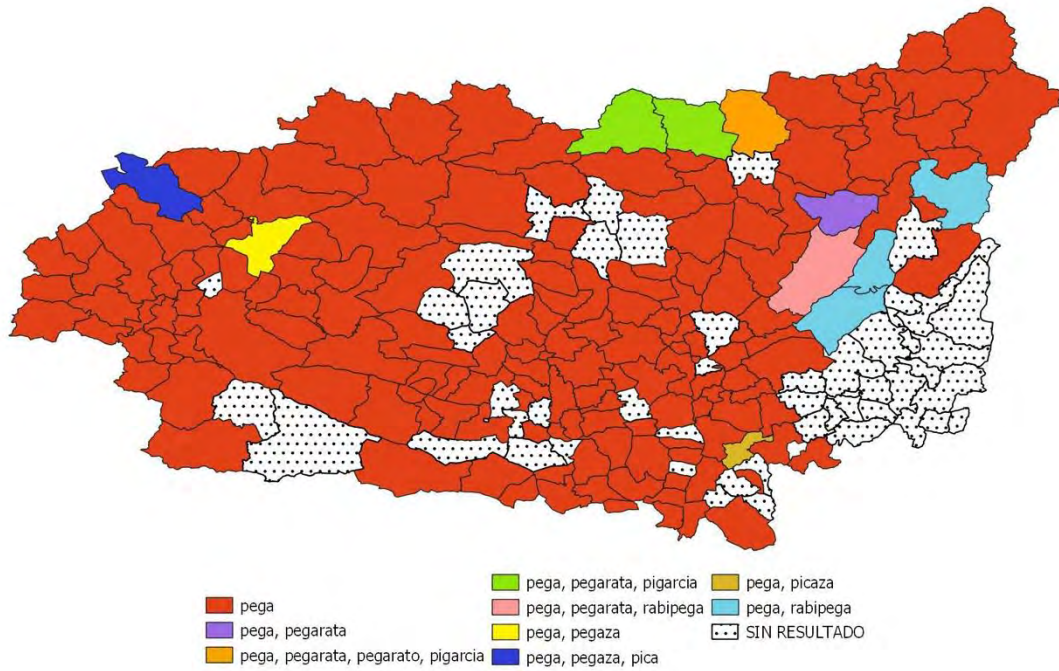 pega
pega, pegarata
pega, pegarata, pegarato, pigarcia
pega, pegarata, pigarcia
pega, pegarata, rabipega
pega, pegaza
pega, pegaza, pica
pega, picaza
pega, rabipega
SIN RESULTADO